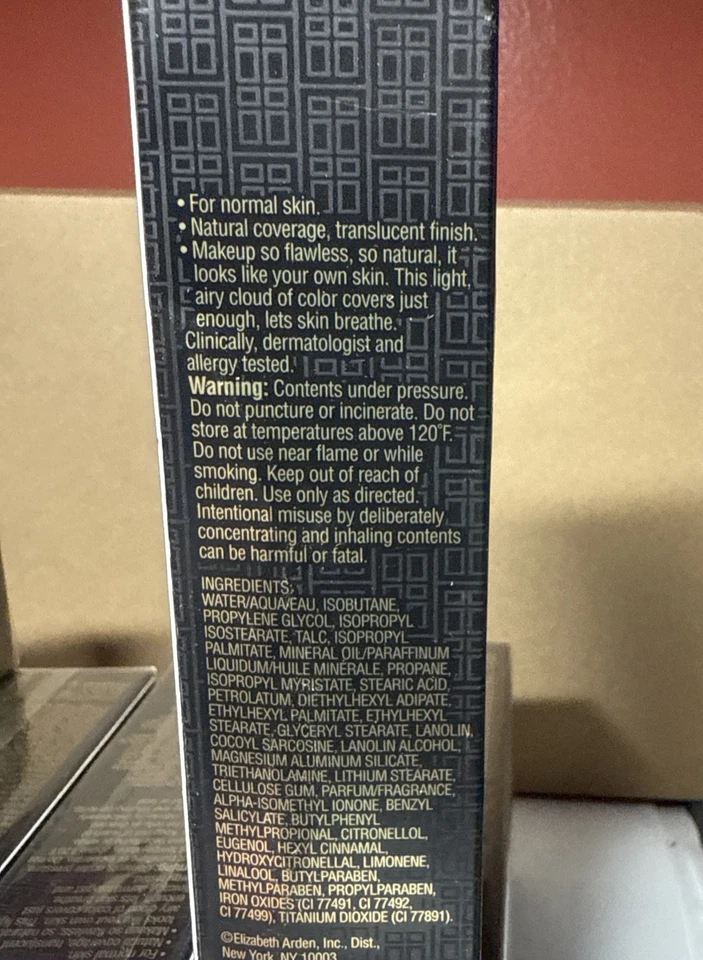 • For normal skin.
• Natural coverage, translucent finish.
• Makeup so flawless, so natural, it
looks like your own skin. This light,
airy cloud of color covers just
enough, lets skin breathe.
Clinically, dermatologist and
allergy tested.
Warning: Contents under pressure.
Do not puncture or incinerate. Do not
store at temperatures above 120°F.
Do not use near flame or while
smoking. Keep out of reach of
children. Use only as directed.
Intentional misuse by deliberately
concentrating and inhaling contents
can be harmful or fatal.
INGREDIENTS:
WATER/AQUA/EAU, ISOBUTANE,
PROPYLENE GLYCOL, ISOPROPYL
ISOSTEARATE, TALC, ISOPROPYL
PALMITATE, MINERAL OIL/PARAFFINUM
LIQUIDUM/HUILE MINERALE, PROPANE,
ISOPROPYL MYRISTATE, STEARIC ACID,
PETROLATUM, DIETHYLHEXYL ADIPATE,
ETHYLHEXYL PALMITATE, ETHYLHEXYL
STEARATE, GLYCERYL STEARATE, LANOLIN,
COCOYL SARCOSINE, LANOLIN ALCOHOL,
MAGNESIUM ALUMINUM SILICATE,
TRIETHANOLAMINE, LITHIUM STEARATE,
CELLULOSE GUM, PARFUM/FRAGRANCE,
ALPHA-ISOMETHYL IONONE, BENZYL
SALICYLATE, BUTYLPHENYL
METHYLPROPIONAL, CITRONELLOL,
EUGENOL, HEXYL CINNAMAL,
HYDROXYCITRONELLAL, LIMONENE,
LINALOOL, BUTYLPARABEN,
METHYLPARABEN, PROPYLPARABEN,
IRON OXIDES (CI 77491, CI 77492,
CI 77499), TITANIUM DIOXIDE (CI 77891).
©Elizabeth Arden, Inc., Dist.,
New York, NY 10003